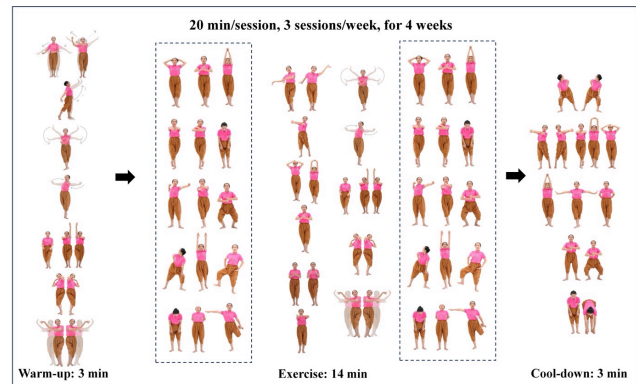 20 min/session, 3 sessions/week, for 4 weeks
Warm-up: 3 min
Exercise: 14 min
Cool-down: 3 min